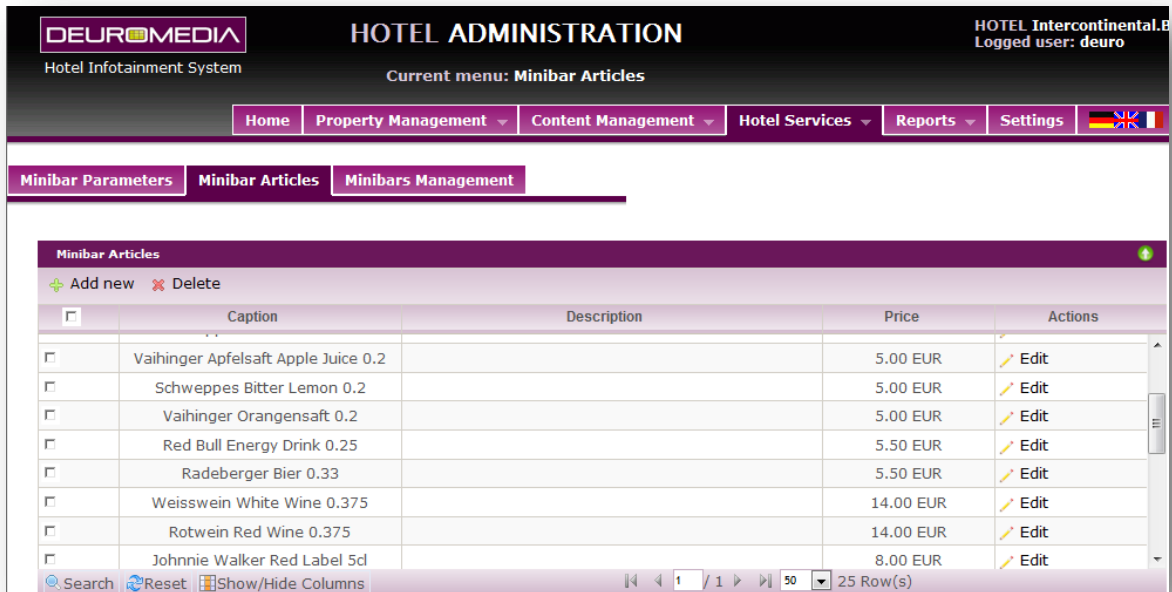 DEUROMEDIA
HOTEL ADMINISTRATION
HOTEL Intercontinental.B
Logged user: deuro
Hotel Infotainment System
Current menu: Minibar Articles
Home Property Management Content Management Hotel Services Reports Settings
Minibar Parameters Minibar Articles Minibars Management
Minibar Articles
Add new Delete
Caption Description Price Actions
Vaihinger Apfelsaft Apple Juice 0.2 5.00 EUR Edit
Schweppes Bitter Lemon 0.2 5.00 EUR Edit
Vaihinger Orangensaft 0.2 5.00 EUR Edit
Red Bull Energy Drink 0.25 5.50 EUR Edit
Radeberger Bier 0.33 5.50 EUR Edit
Weisswein White Wine 0.375 14.00 EUR Edit
Rotwein Red Wine 0.375 14.00 EUR Edit
Johnnie Walker Red Label 5cl 8.00 EUR Edit
Search Reset Show/Hide Columns 1 / 1 50 25 Row(s)